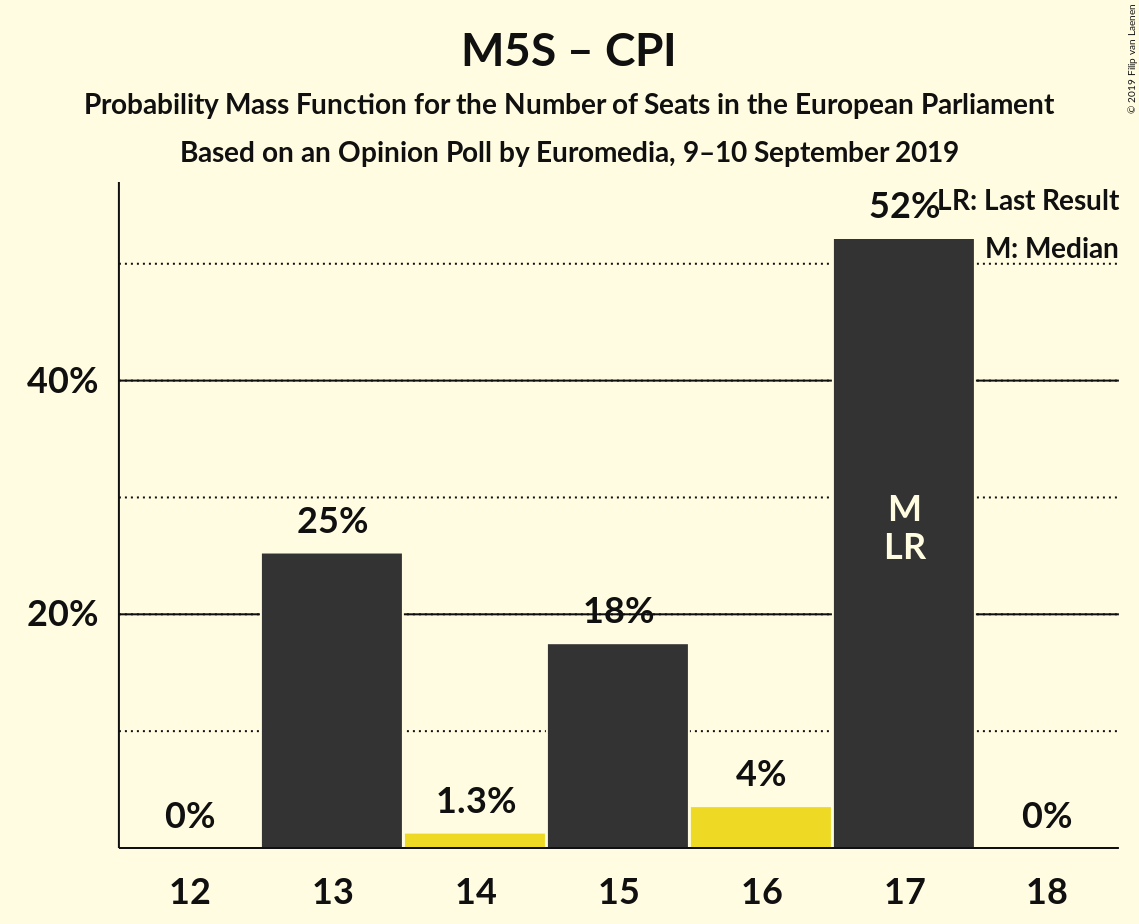 M5S – CPI
Probability Mass Function for the Number of Seats in the European Parliament
Based on an Opinion Poll by Euromedia, 9–10 September 2019
© 2019 Filip van Laenen
LR: Last Result
M: Median
40%
20%
0%
25%
1.3%
18%
4%
52%
0%
M
LR
12 13 14 15 16 17 18